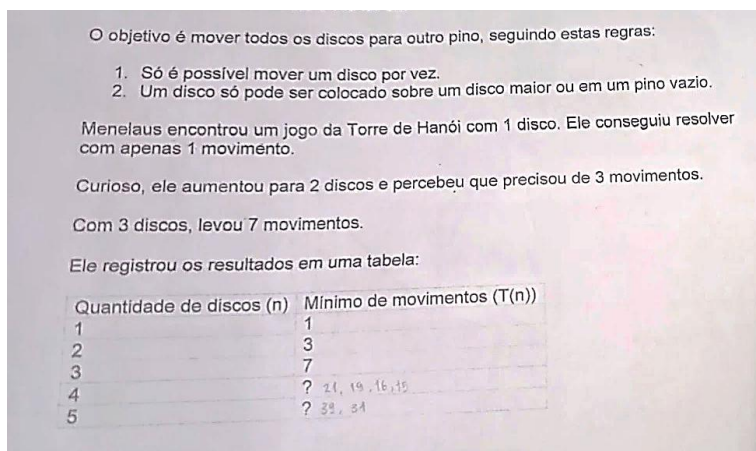 O objetivo é mover todos os discos para outro pino, seguindo estas regras:
1. Só é possível mover um disco por vez.
2. Um disco só pode ser colocado sobre um disco maior ou em um pino vazio.
Menelaus encontrou um jogo da Torre de Hanói com 1 disco. Ele conseguiu resolver
com apenas 1 movimento.
Curioso, ele aumentou para 2 discos e percebeu que precisou de 3 movimentos.
Com 3 discos, levou 7 movimentos.
Ele registrou os resultados em uma tabela:
Quantidade de discos (n) Mínimo de movimentos (T(n))
1 1
2 3
3 7
4 ? 21, 19, 16, 15
5 ? 39, 31